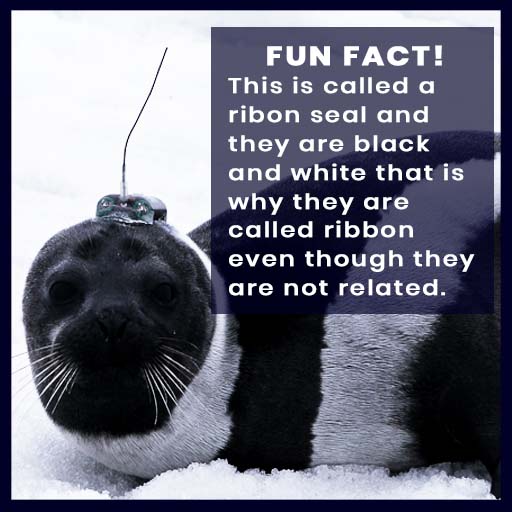 FUN FACT!
This is called a
ribon seal and
they are black
and white that is
why they are
called ribbon
even though they
are not related.